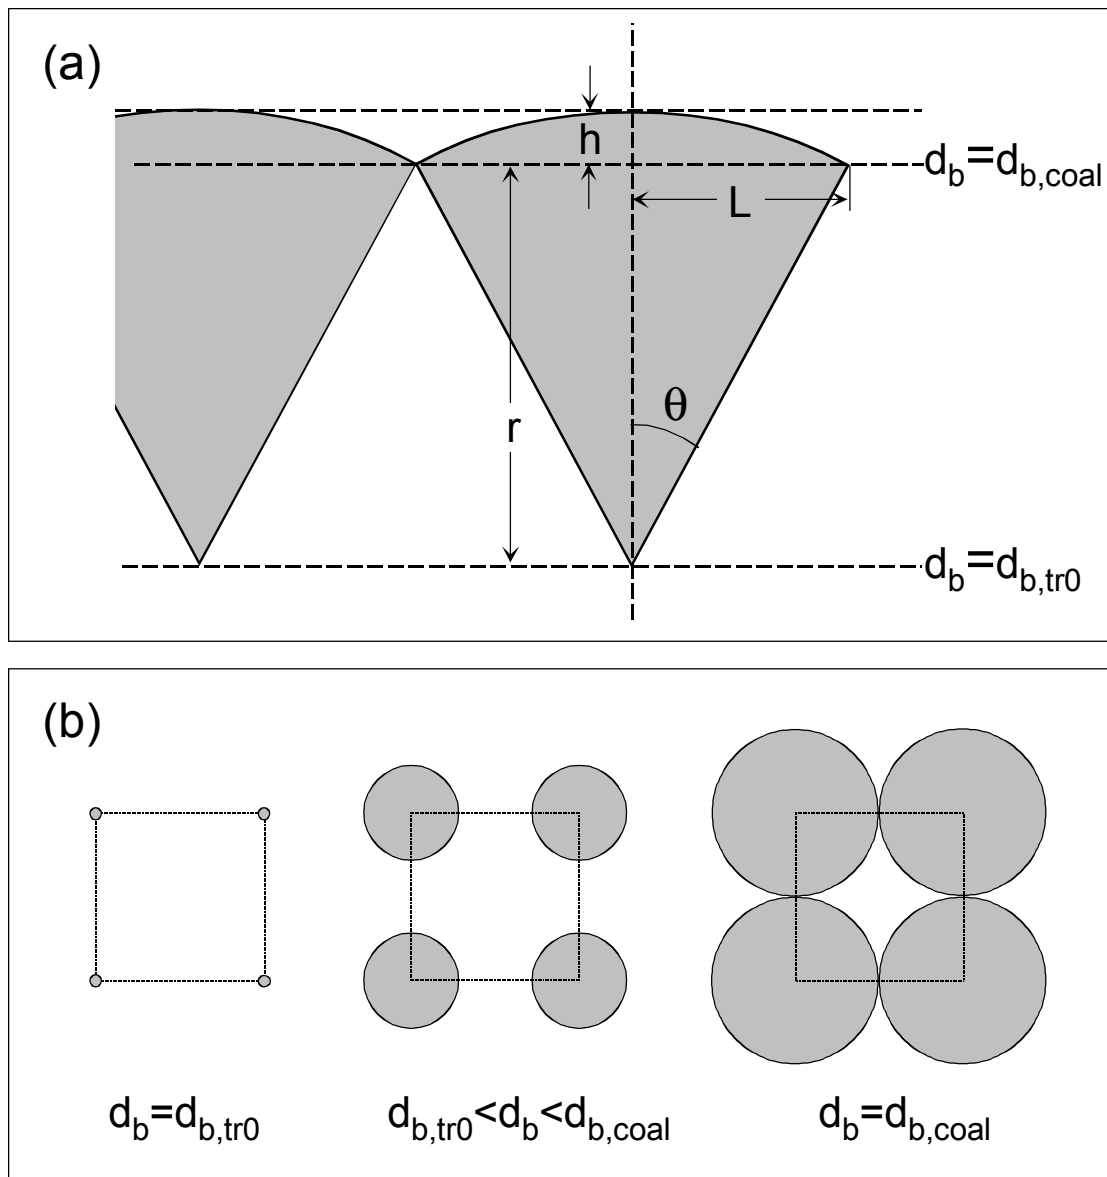 (a)
h
d_b=d_b,coal
L
θ
r
d_b=d_b,tr0
(b)
d_b=d_b,tr0
d_b,tr0<d_b<d_b,coal
d_b=d_b,coal